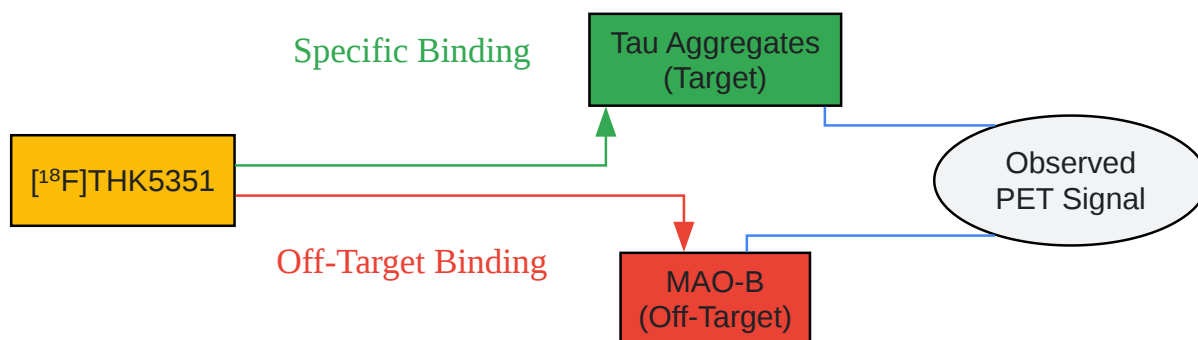 Specific Binding
Tau Aggregates
(Target)
[¹⁸F]THK5351
Observed
PET Signal
Off-Target Binding
MAO-B
(Off-Target)